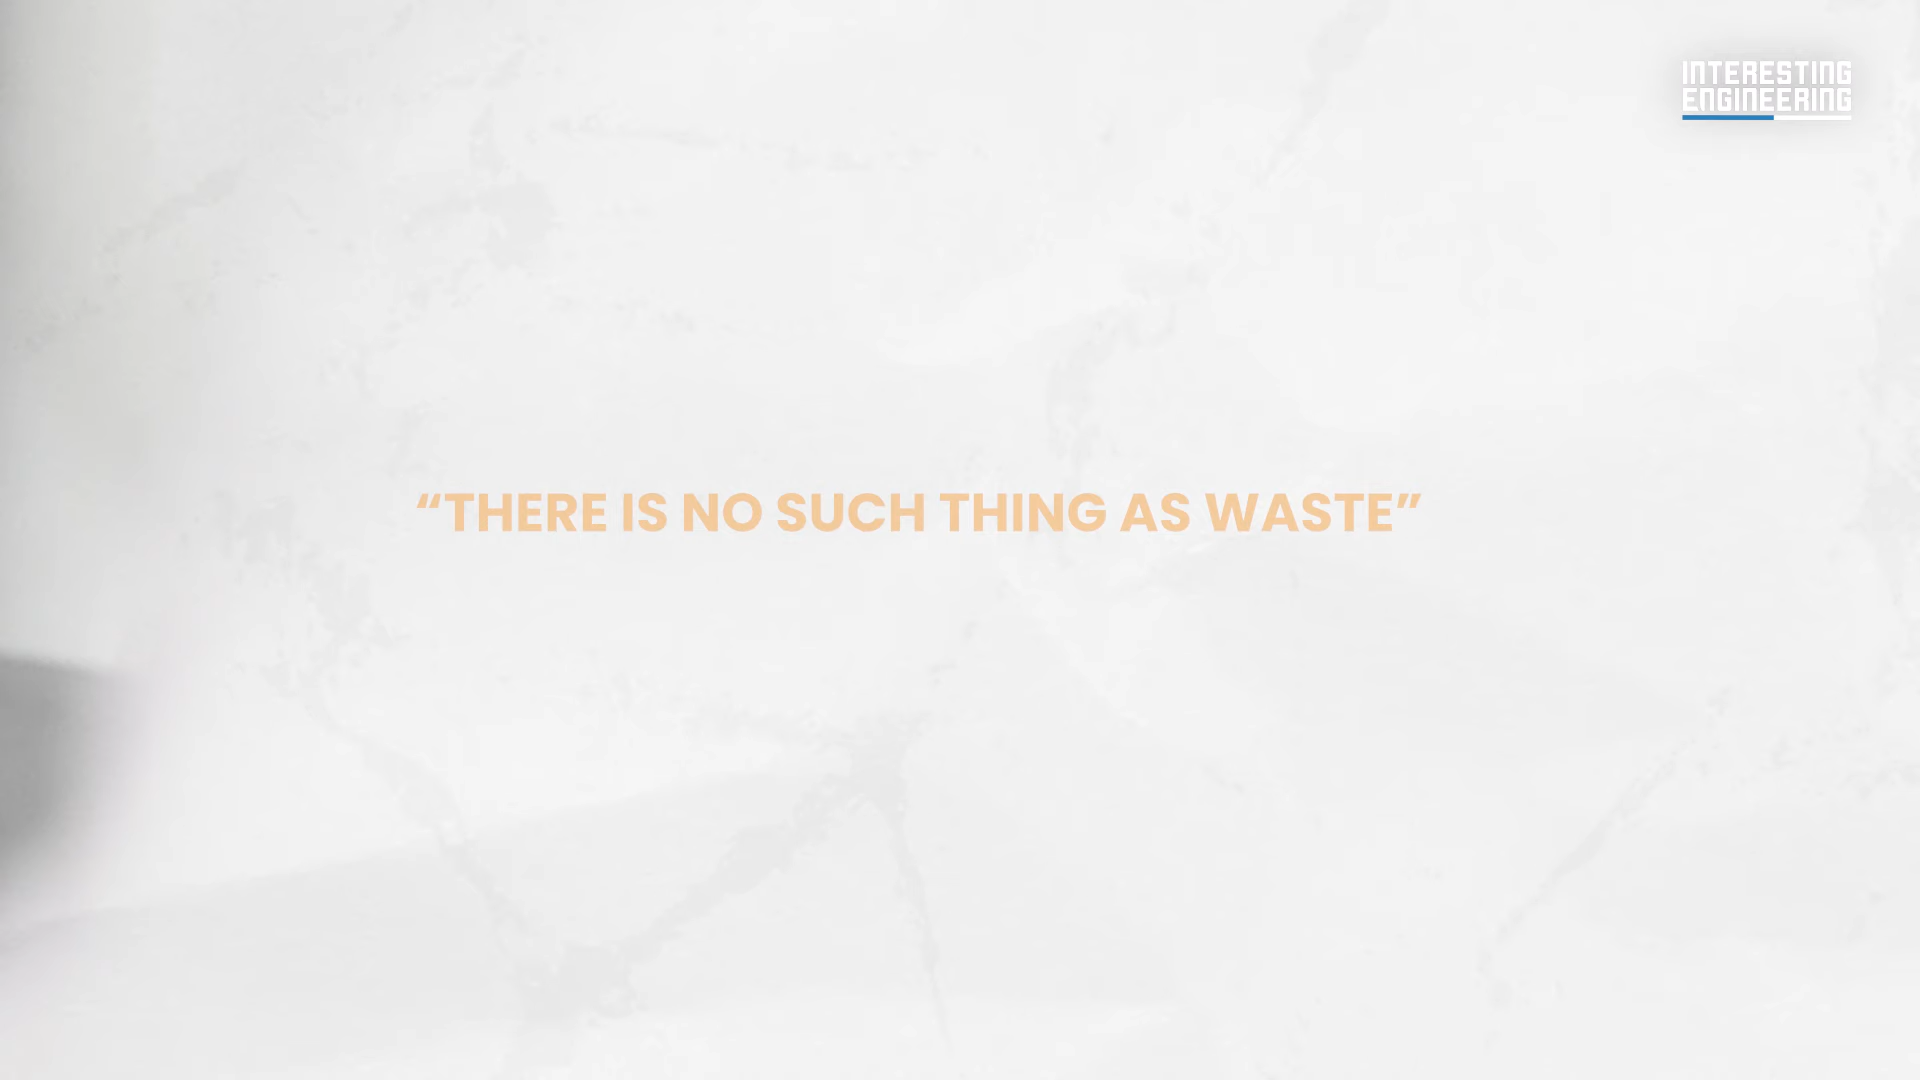 INTERESTING
ENGINEERING
“THERE IS NO SUCH THING AS WASTE”